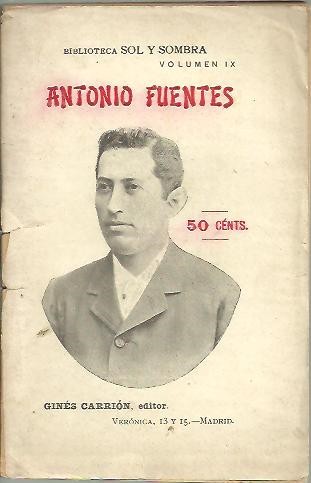 BIBLIOTECA SOL Y SOMBRA
VOLUMEN IX
ANTONIO FUENTES
50 CÉNTS.
GINÉS CARRIÓN, editor.
VERÓNICA, 13 Y 15.—MADRID.